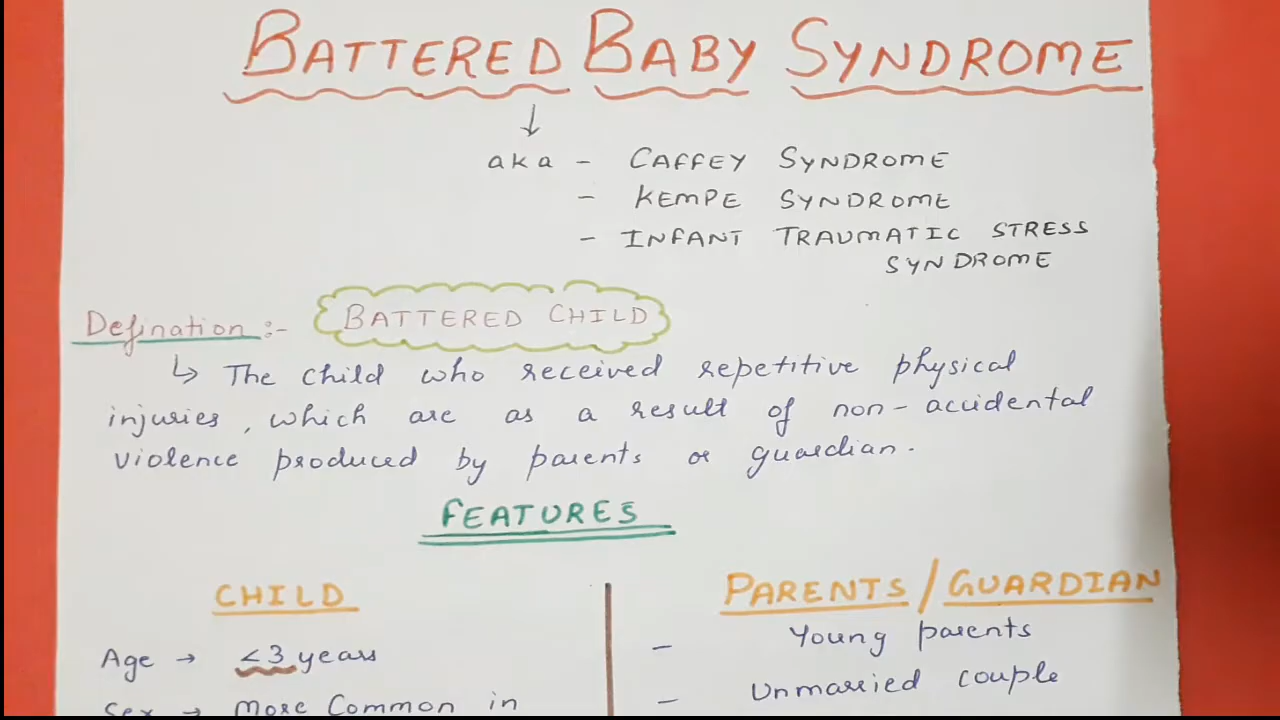 BATTERED BABY SYNDROME
aka - CAFFEY SYNDROME
- KEMPE SYNDROME
- INFANT TRAUMATIC STRESS
SYNDROME
Defination :- BATTERED CHILD
↳ The child who received repetitive physical
injuries, which are as a result of non-accidental
violence produced by parents or guardian.
FEATURES
CHILD
Age → <3 years
Sex → More Common in
PARENTS / GUARDIAN
- Young parents
- Unmarried couple